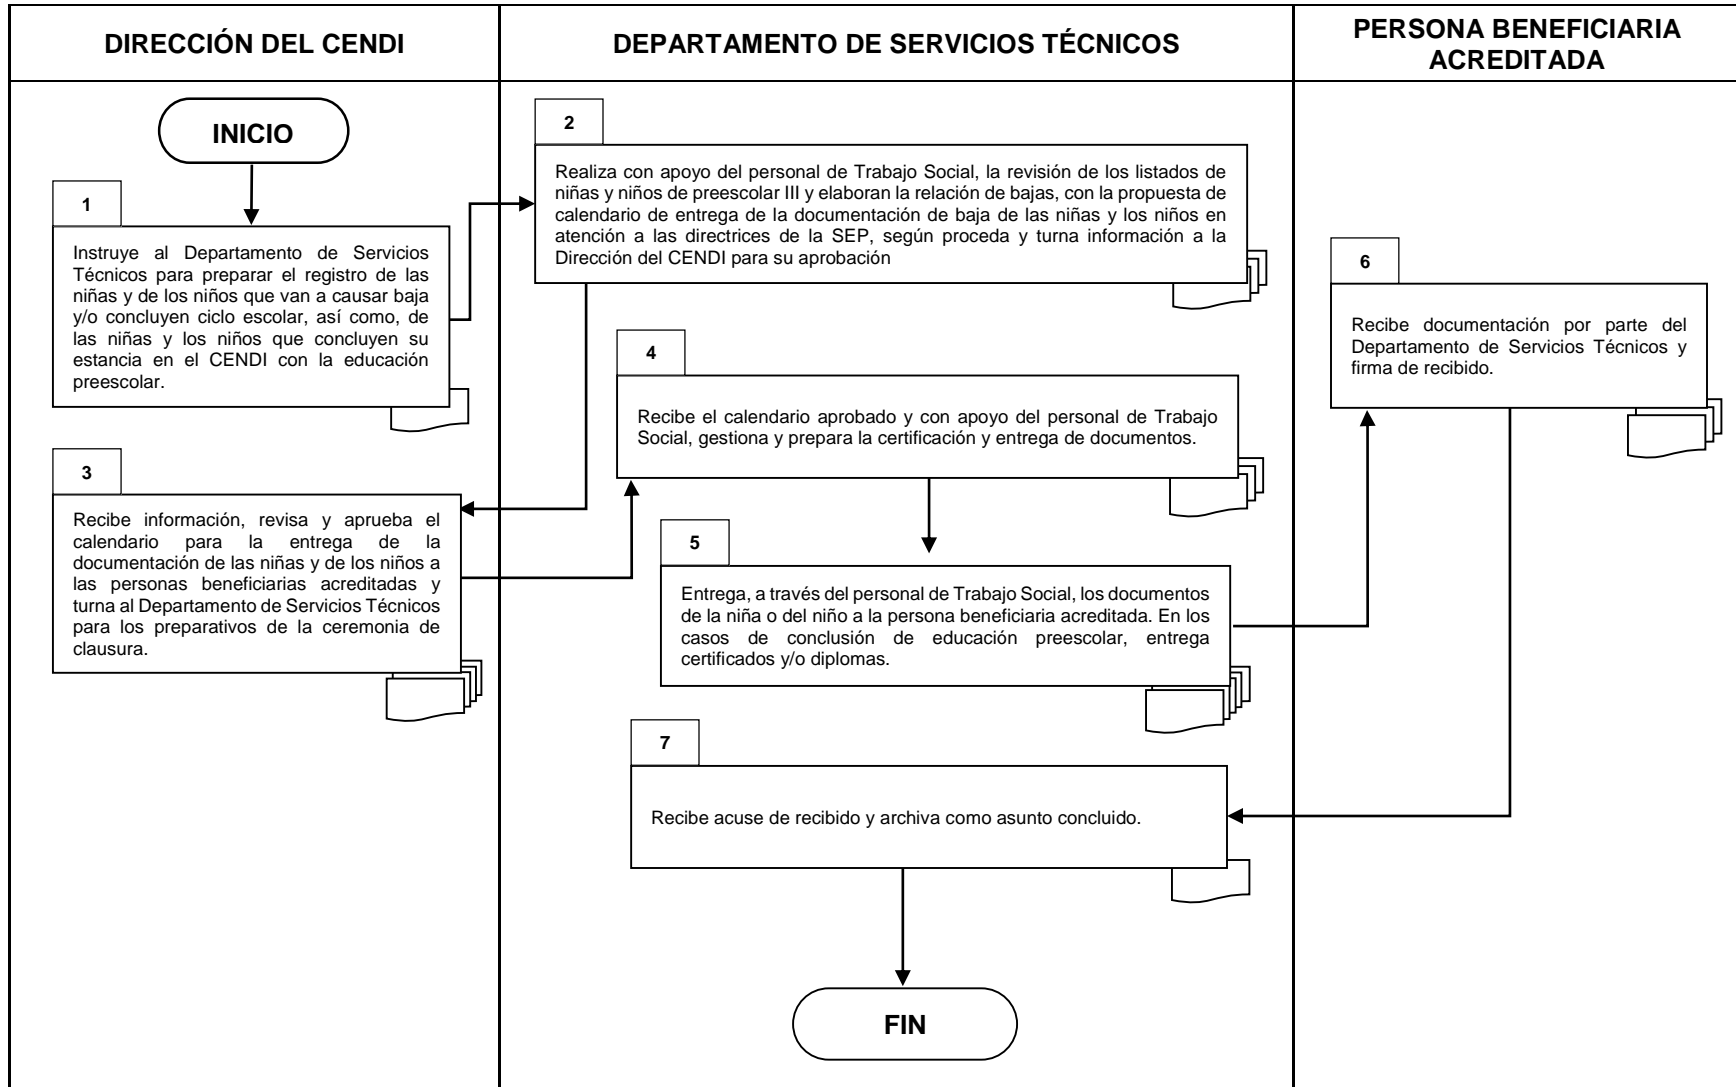 DIRECCIÓN DEL CENDI
DEPARTAMENTO DE SERVICIOS TÉCNICOS
PERSONA BENEFICIARIA
ACREDITADA
INICIO
1
Instruye al Departamento de Servicios
Técnicos para preparar el registro de las
niñas y de los niños que van a causar baja
y/o concluyen ciclo escolar, así como, de
las niñas y los niños que concluyen su
estancia en el CENDI con la educación
preescolar.
2
Realiza con apoyo del personal de Trabajo Social, la revisión de los listados de
niñas y niños de preescolar III y elaboran la relación de bajas, con la propuesta de
calendario de entrega de la documentación de baja de las niñas y los niños en
atención a las directrices de la SEP, según proceda y turna información a la
Dirección del CENDI para su aprobación
3
Recibe información, revisa y aprueba el
calendario para la entrega de la
documentación de las niñas y de los niños a
las personas beneficiarias acreditadas y
turna al Departamento de Servicios Técnicos
para los preparativos de la ceremonia de
clausura.
4
Recibe el calendario aprobado y con apoyo del personal de Trabajo
Social, gestiona y prepara la certificación y entrega de documentos.
5
Entrega, a través del personal de Trabajo Social, los documentos
de la niña o del niño a la persona beneficiaria acreditada. En los
casos de conclusión de educación preescolar, entrega
certificados y/o diplomas.
6
Recibe documentación por parte del
Departamento de Servicios Técnicos y
firma de recibido.
7
Recibe acuse de recibido y archiva como asunto concluido.
FIN